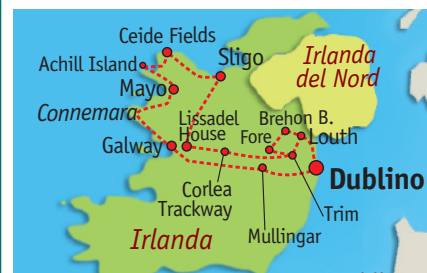 Ceide Fields
Achill Island
Sligo
Irlanda
del Nord
Mayo
Connemara
Lissadel
House
Brehon B.
Fore
Louth
Galway
Dublino
Corlea
Trackway
Trim
Mullingar
Irlanda